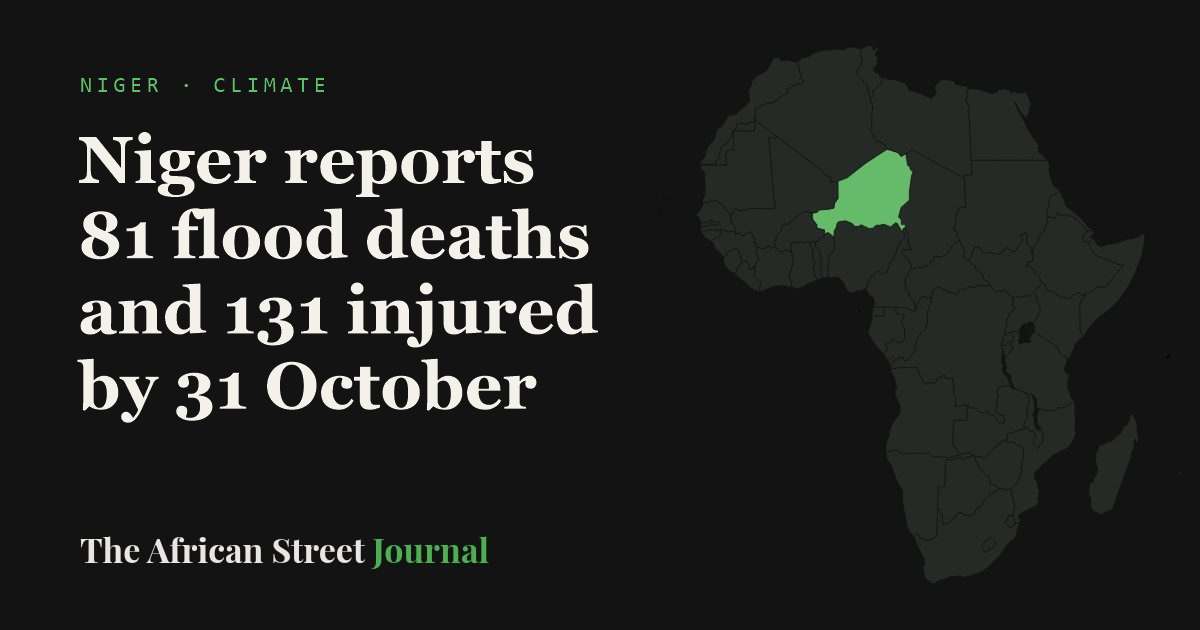 NIGER · CLIMATE
Niger reports
81 flood deaths
and 131 injured
by 31 October
The African Street Journal